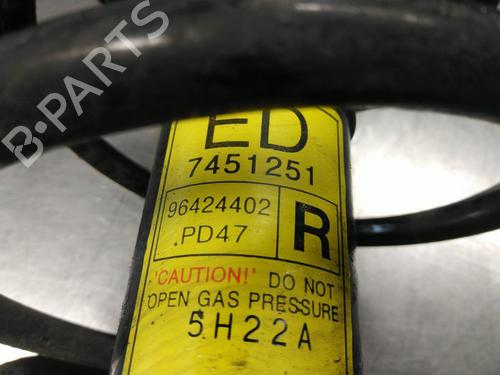 B-PARTS
ED
7451251
96424402
.PD47
R
'CAUTION!' DO NOT
OPEN GAS PRESSURE
5H22A